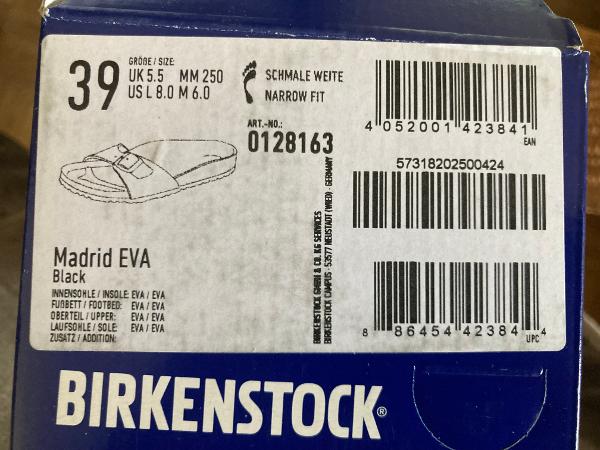 39
GRÖßE / SIZE:
UK 5.5 MM 250
US L 8.0 M 6.0
SCHMALE WEITE
NARROW FIT
ART.-NO.:
0128163
4 052001 423841
EAN
57318202500424
Madrid EVA
Black
INNENSOHLE / INSOLE: EVA / EVA
FUßBETT / FOOTBED: EVA / EVA
OBERTEIL / UPPER: EVA / EVA
LAUFSOHLE / SOLE: EVA / EVA
ZUSATZ / ADDITION:
BIRKENSTOCK GMBH & CO. KG SERVICES
BIRKENSTOCK CAMPUS · 53577 NEUSTADT (WIED) · GERMANY
8 86454 42384 4
UPC
BIRKENSTOCK®